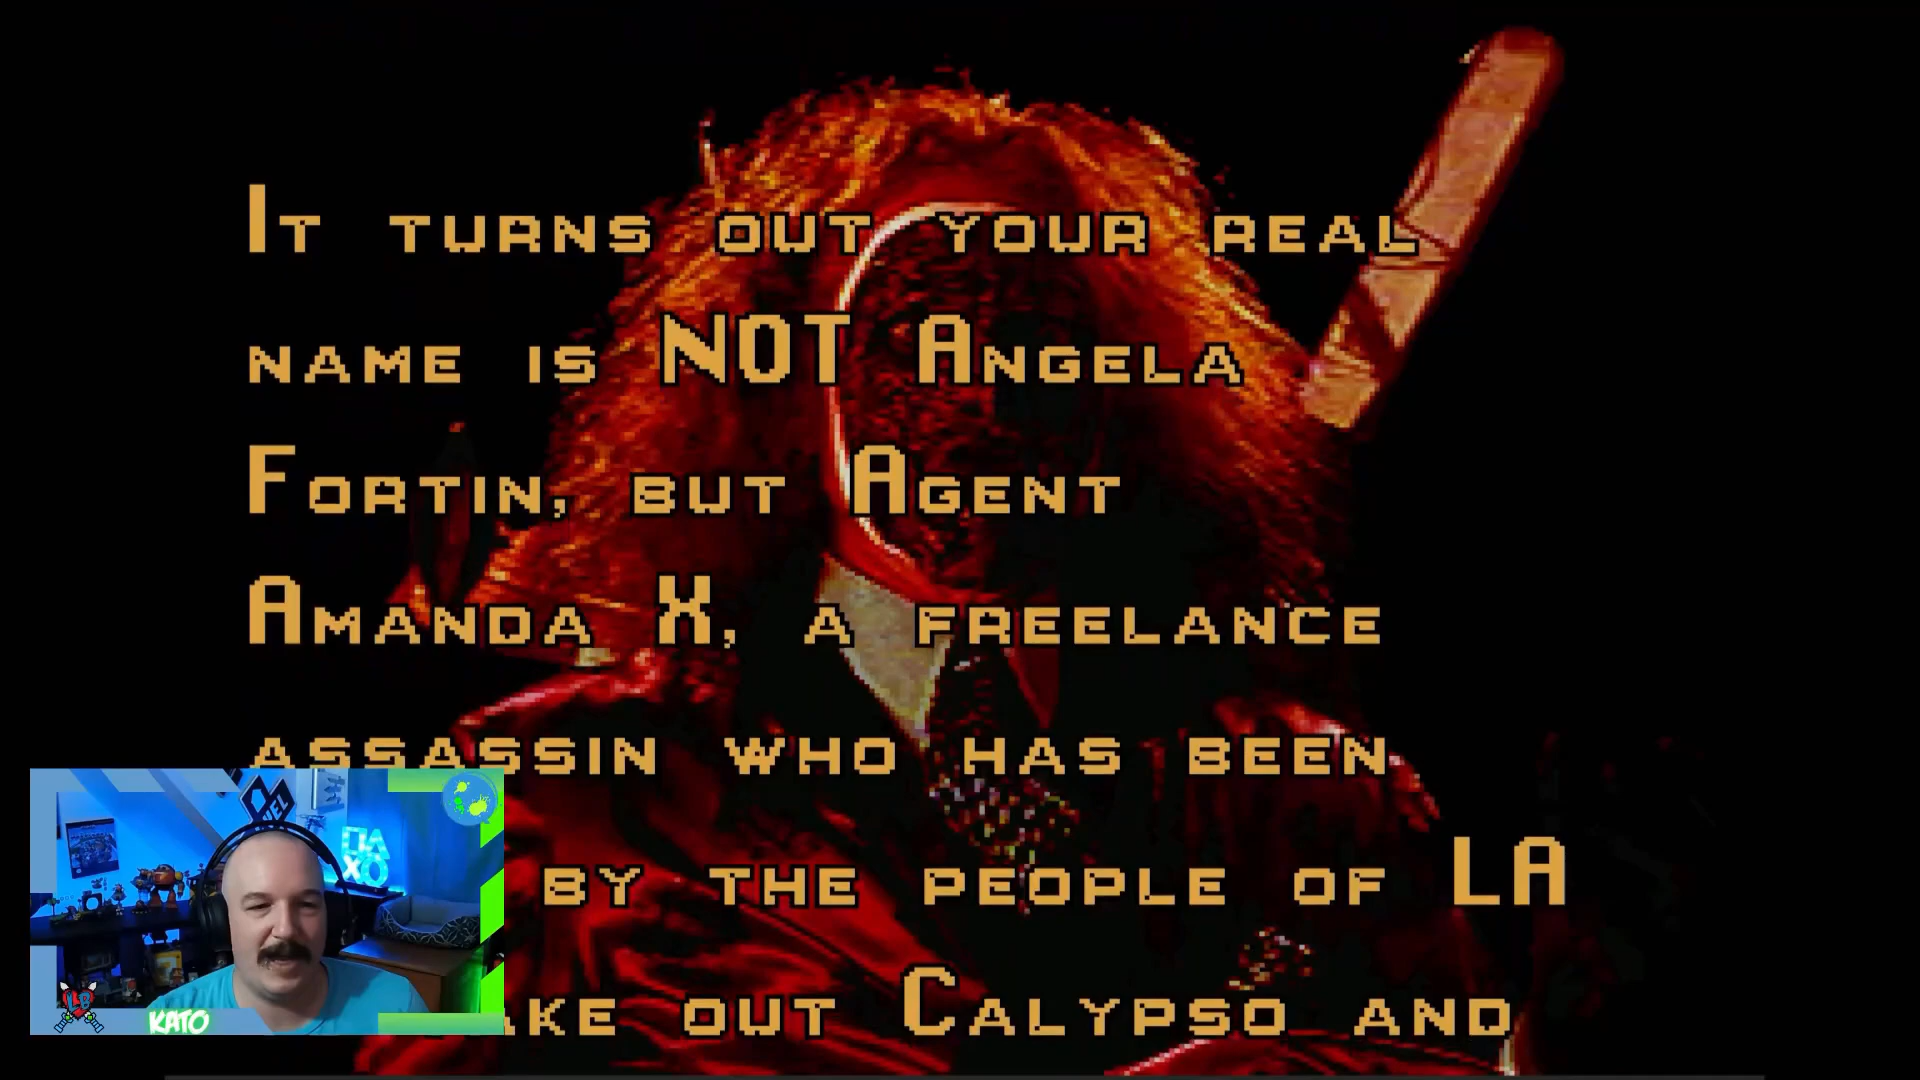 It turns out your real
name is NOT Angela
Fortin, but Agent
Amanda X, a freelance
assassin who has been
by the people of LA
out Calypso and
KATO